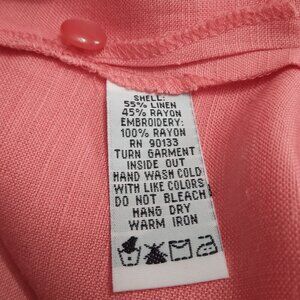 SHELL:
55% LINEN
45% RAYON
EMBROIDERY:
100% RAYON
RN 90133
TURN GARMENT
INSIDE OUT
HAND WASH COLD
WITH LIKE COLORS
DO NOT BLEACH
HANG DRY
WARM IRON